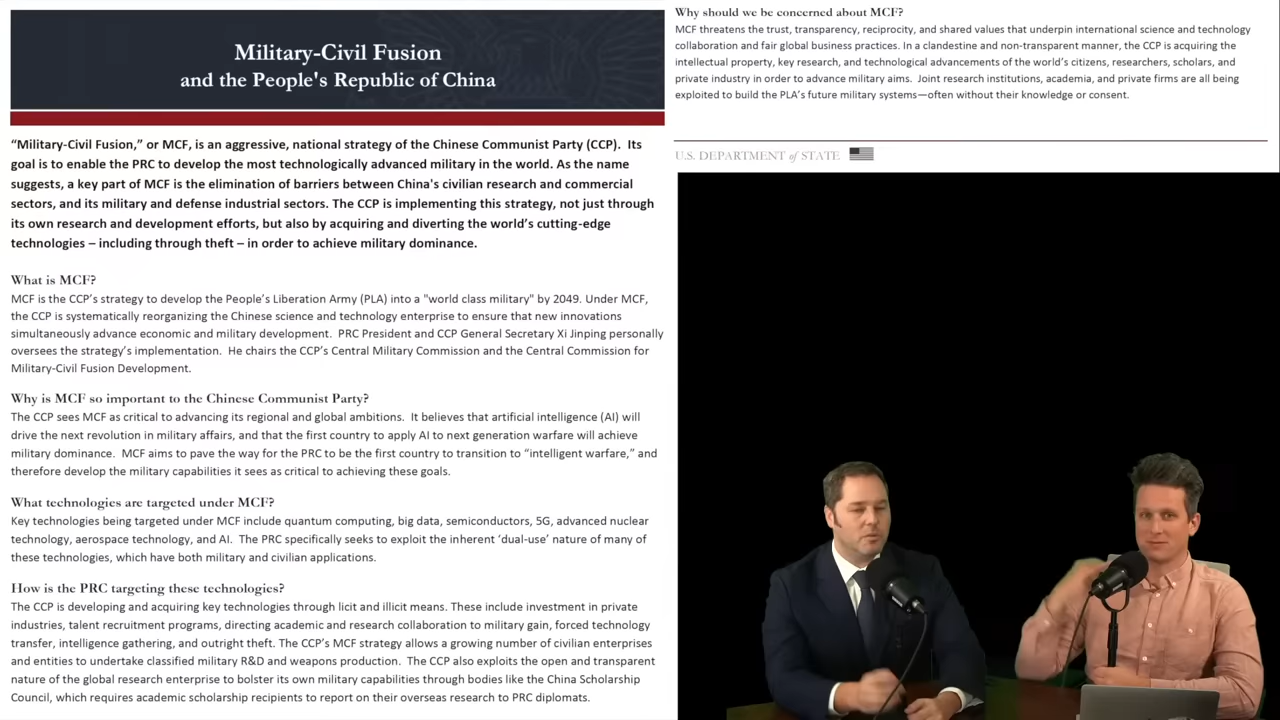 Military-Civil Fusion
and the People's Republic of China
“Military-Civil Fusion,” or MCF, is an aggressive, national strategy of the Chinese Communist Party (CCP).  Its
goal is to enable the PRC to develop the most technologically advanced military in the world. As the name
suggests, a key part of MCF is the elimination of barriers between China's civilian research and commercial
sectors, and its military and defense industrial sectors. The CCP is implementing this strategy, not just through
its own research and development efforts, but also by acquiring and diverting the world’s cutting-edge
technologies – including through theft – in order to achieve military dominance.
What is MCF?
MCF is the CCP’s strategy to develop the People’s Liberation Army (PLA) into a "world class military" by 2049. Under MCF,
the CCP is systematically reorganizing the Chinese science and technology enterprise to ensure that new innovations
simultaneously advance economic and military development.  PRC President and CCP General Secretary Xi Jinping personally
oversees the strategy’s implementation.  He chairs the CCP’s Central Military Commission and the Central Commission for
Military-Civil Fusion Development.
Why is MCF so important to the Chinese Communist Party?
The CCP sees MCF as critical to advancing its regional and global ambitions.  It believes that artificial intelligence (AI) will
drive the next revolution in military affairs, and that the first country to apply AI to next generation warfare will achieve
military dominance.  MCF aims to pave the way for the PRC to be the first country to transition to “intelligent warfare,” and
therefore develop the military capabilities it sees as critical to achieving these goals.
What technologies are targeted under MCF?
Key technologies being targeted under MCF include quantum computing, big data, semiconductors, 5G, advanced nuclear
technology, aerospace technology, and AI.  The PRC specifically seeks to exploit the inherent ‘dual-use’ nature of many of
these technologies, which have both military and civilian applications.
How is the PRC targeting these technologies?
The CCP is developing and acquiring key technologies through licit and illicit means. These include investment in private
industries, talent recruitment programs, directing academic and research collaboration to military gain, forced technology
transfer, intelligence gathering, and outright theft. The CCP’s MCF strategy allows a growing number of civilian enterprises
and entities to undertake classified military R&D and weapons production.  The CCP also exploits the open and transparent
nature of the global research enterprise to bolster its own military capabilities through bodies like the China Scholarship
Council, which requires academic scholarship recipients to report on their overseas research to PRC diplomats.
Why should we be concerned about MCF?
MCF threatens the trust, transparency, reciprocity, and shared values that underpin international science and technology
collaboration and fair global business practices. In a clandestine and non-transparent manner, the CCP is acquiring the
intellectual property, key research, and technological advancements of the world’s citizens, researchers, scholars, and
private industry in order to advance military aims.  Joint research institutions, academia, and private firms are all being
exploited to build the PLA’s future military systems—often without their knowledge or consent.
U.S. DEPARTMENT of STATE